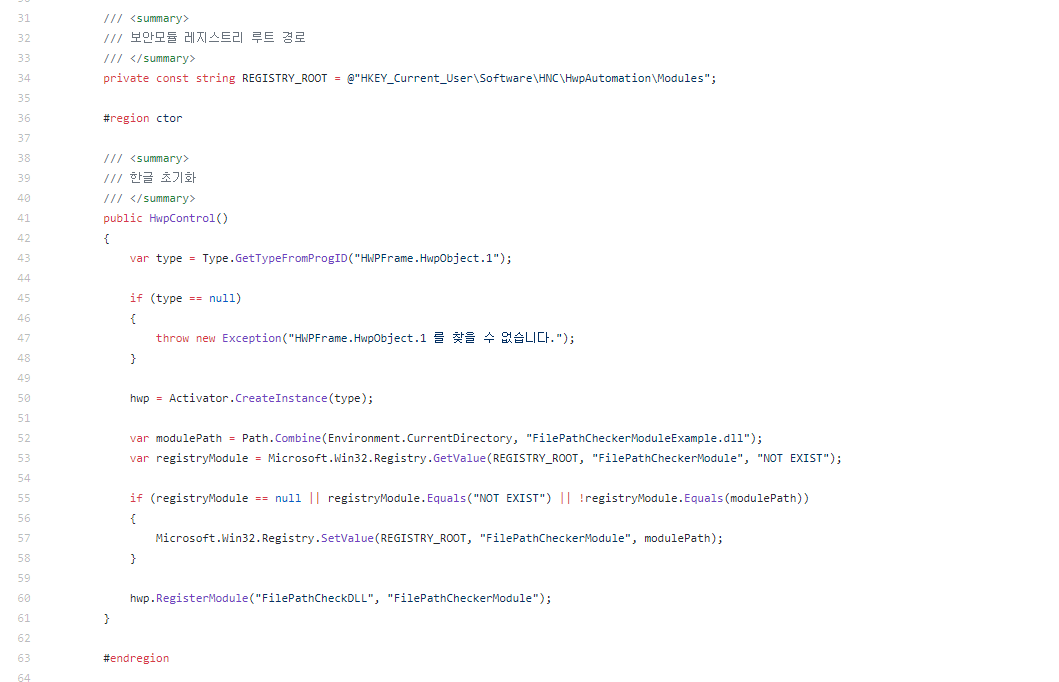 31 /// <summary>
32 /// 보안모듈 레지스트리 루트 경로
33 /// </summary>
34 private const string REGISTRY_ROOT = @"HKEY_Current_User\Software\HNC\HwpAutomation\Modules";
35
36 #region ctor
37
38 /// <summary>
39 /// 한글 초기화
40 /// </summary>
41 public HwpControl()
42 {
43 var type = Type.GetTypeFromProgID("HWPFrame.HwpObject.1");
44
45 if (type == null)
46 {
47 throw new Exception("HWPFrame.HwpObject.1 를 찾을 수 없습니다.");
48 }
49
50 hwp = Activator.CreateInstance(type);
51
52 var modulePath = Path.Combine(Environment.CurrentDirectory, "FilePathCheckerModuleExample.dll");
53 var registryModule = Microsoft.Win32.Registry.GetValue(REGISTRY_ROOT, "FilePathCheckerModule", "NOT EXIST");
54
55 if (registryModule == null || registryModule.Equals("NOT EXIST") || !registryModule.Equals(modulePath))
56 {
57 Microsoft.Win32.Registry.SetValue(REGISTRY_ROOT, "FilePathCheckerModule", modulePath);
58 }
59
60 hwp.RegisterModule("FilePathCheckDLL", "FilePathCheckerModule");
61 }
62
63 #endregion
64